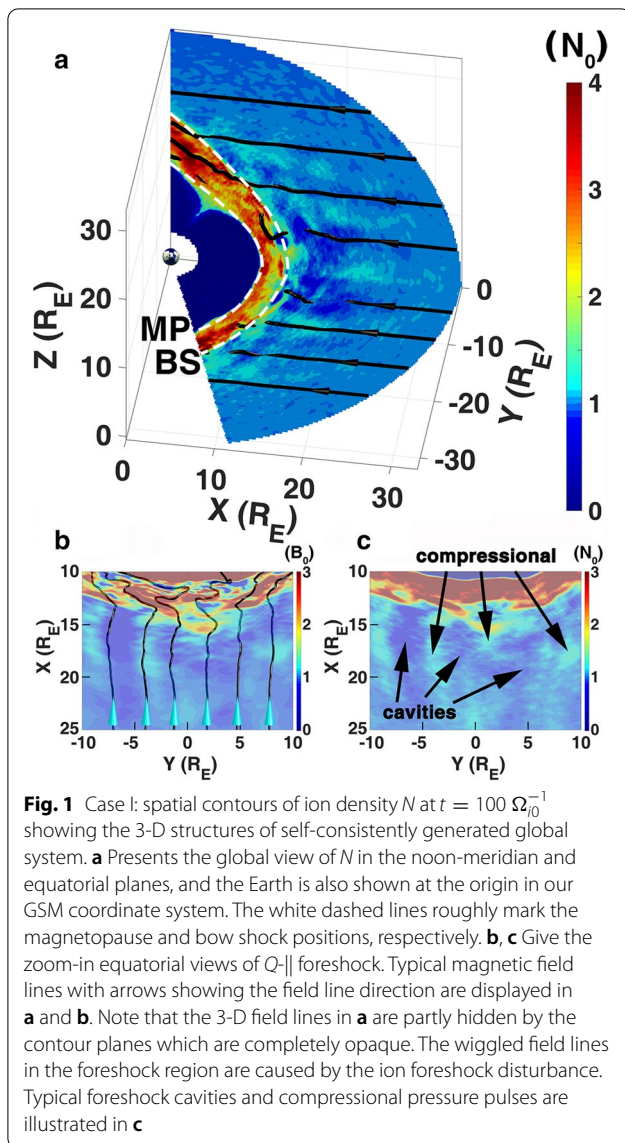 a
(N₀)
4
3
2
1
0
30
20
10
0
Z (R_E)
MP
BS
0
10
20
30
X (R_E)
0
-10
-20
-30
Y (R_E)
b
(B₀)
3
2
1
0
10
15
20
25
X (R_E)
-10
-5
0
5
10
Y (R_E)
c
compressional
(N₀)
cavities
3
2
1
0
10
15
20
25
X (R_E)
-10
-5
0
5
10
Y (R_E)
Fig. 1 Case I: spatial contours of ion density N at t = 100 Ω_{i0}^{-1}
showing the 3-D structures of self-consistently generated global
system. a Presents the global view of N in the noon-meridian and
equatorial planes, and the Earth is also shown at the origin in our
GSM coordinate system. The white dashed lines roughly mark the
magnetopause and bow shock positions, respectively. b, c Give the
zoom-in equatorial views of Q-|| foreshock. Typical magnetic field
lines with arrows showing the field line direction are displayed in
a and b. Note that the 3-D field lines in a are partly hidden by the
contour planes which are completely opaque. The wiggled field lines
in the foreshock region are caused by the ion foreshock disturbance.
Typical foreshock cavities and compressional pressure pulses are
illustrated in c